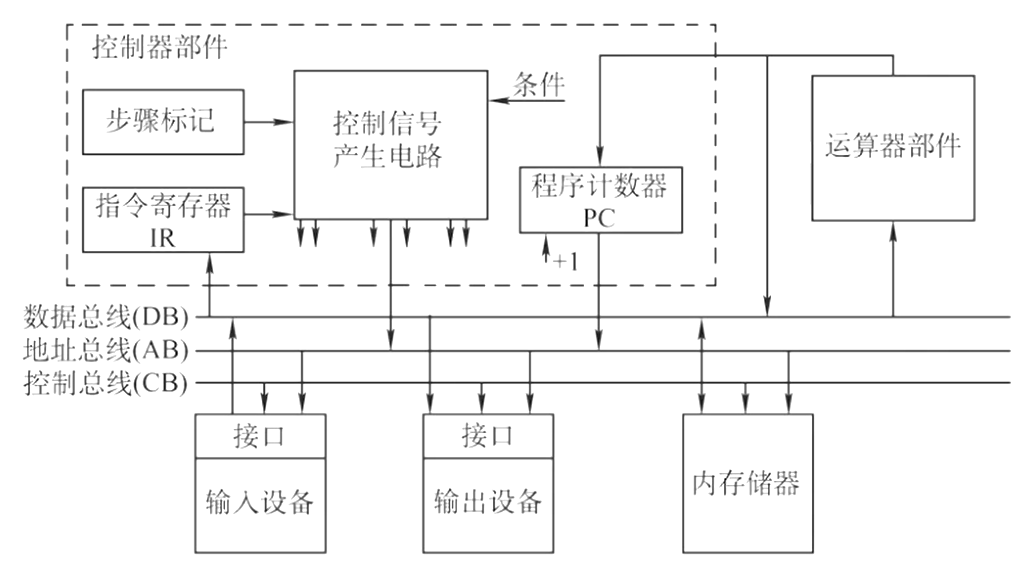 控制器部件
步骤标记
指令寄存器
IR
控制信号
产生电路
条件
程序计数器
PC
+1
运算器部件
数据总线(DB)
地址总线(AB)
控制总线(CB)
接口
输入设备
接口
输出设备
内存储器